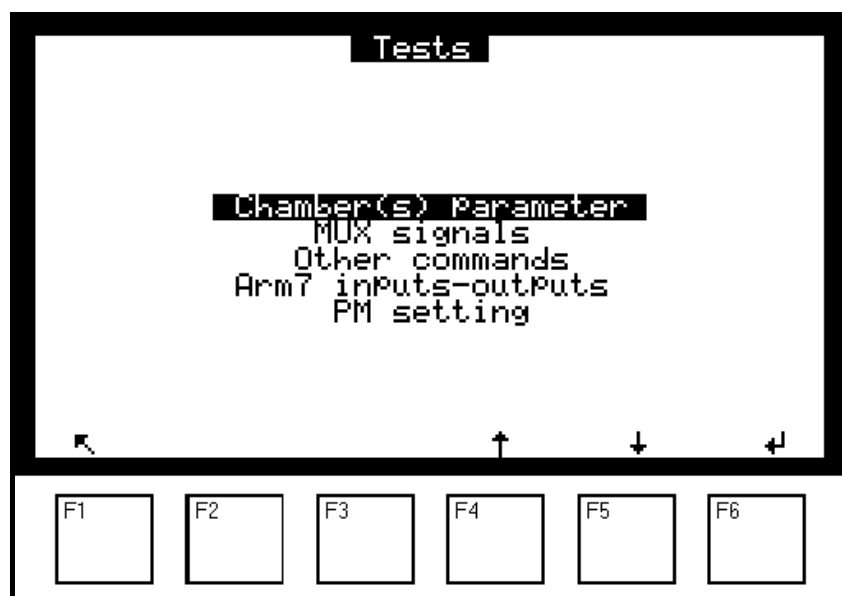 Tests
Chamber(s) Parameter
MUX signals
Other commands
Arm7 inputs-outputs
PM setting
F1 F2 F3 F4 F5 F6